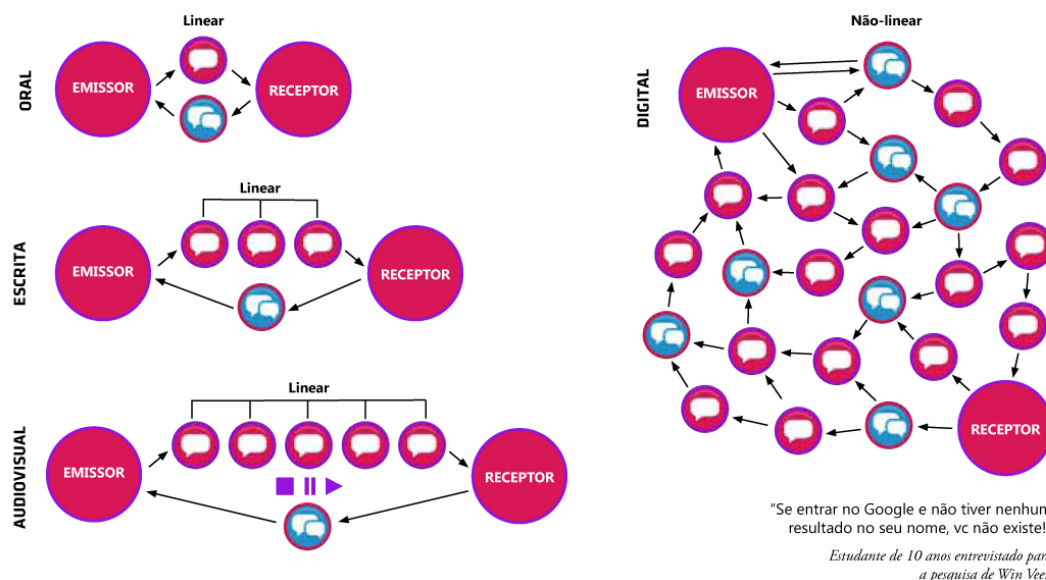 Linear
ORAL
EMISSOR
RECEPTOR
Linear
ESCRITA
EMISSOR
RECEPTOR
Linear
AUDIOVISUAL
EMISSOR
RECEPTOR
Não-linear
DIGITAL
EMISSOR
RECEPTOR
"Se entrar no Google e não tiver nenhum
resultado no seu nome, vc não existe!
Estudante de 10 anos entrevistado
a pesquisa de Win